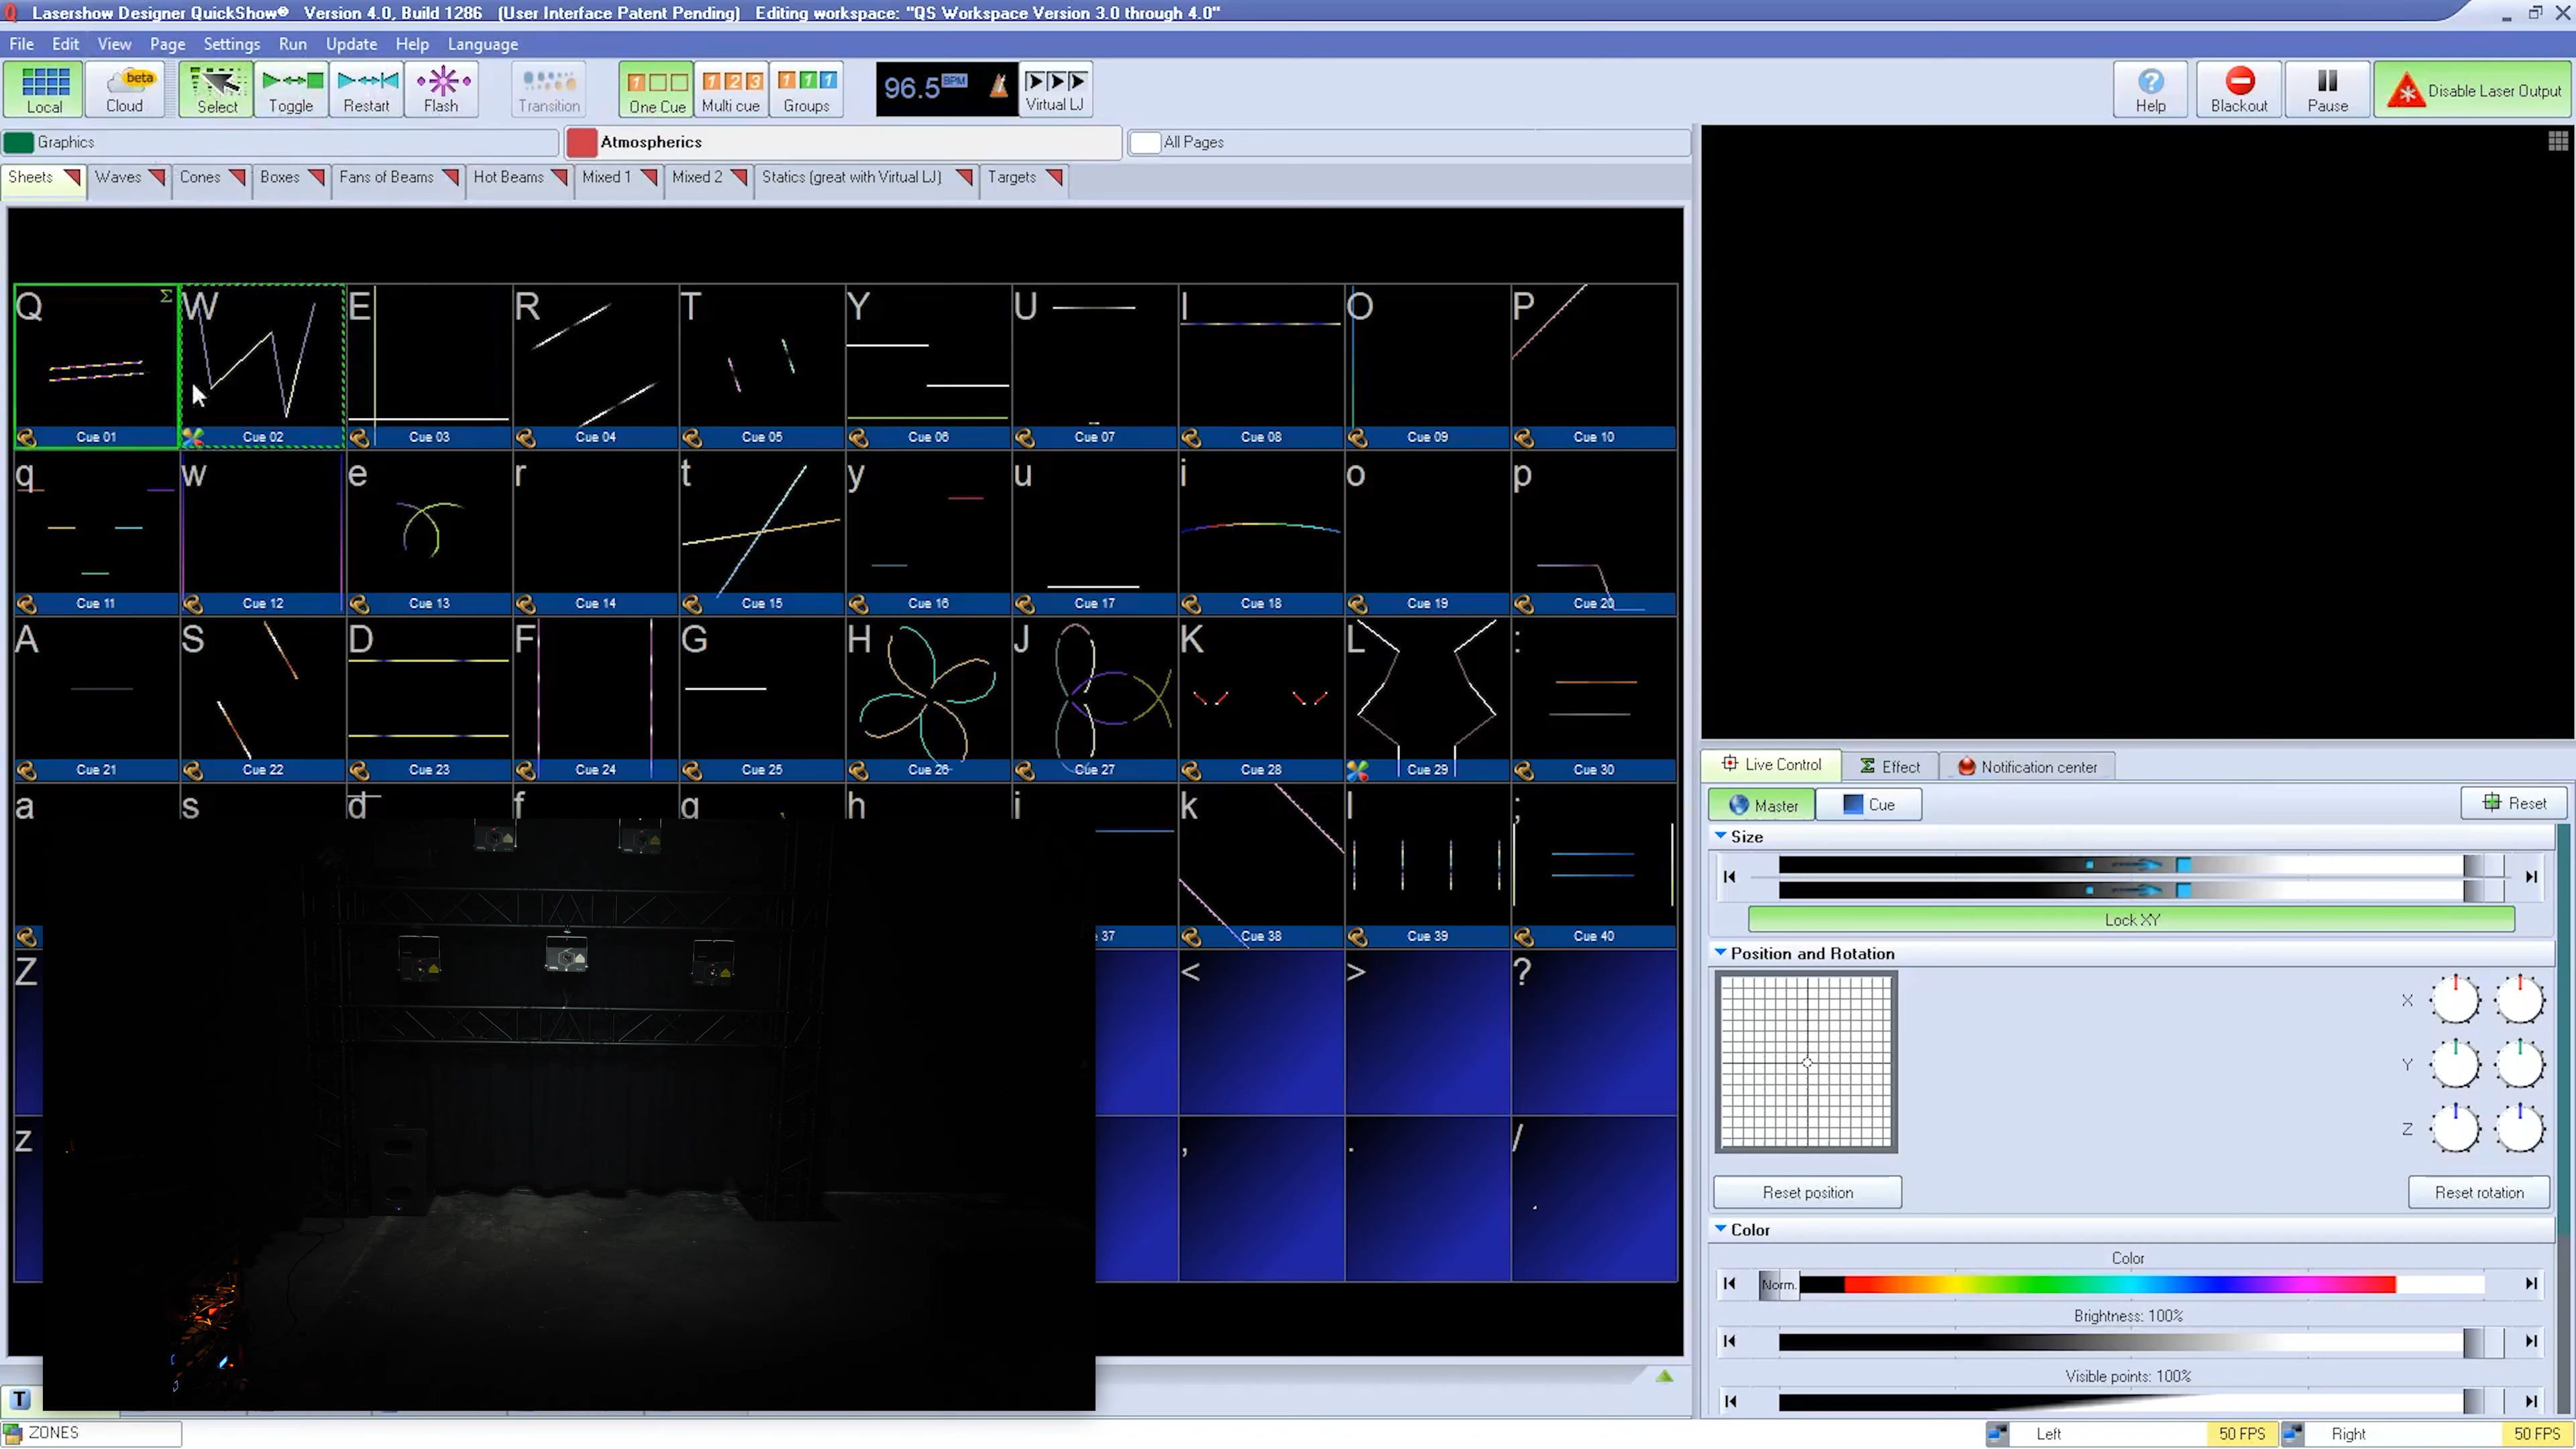 Lasershow Designer QuickShow® Version 4.0, Build 1286 (User Interface Patent Pending) Editing workspace: "QS Workspace Version 3.0 through 4.0"
File Edit View Page Settings Run Update Help Language
Local
beta
Cloud
Select
Toggle
Restart
Flash
Transition
1
One Cue
1 2 3
Multi cue
1 1 1
Groups
96.5 BPM
Virtual LJ
?
Help
Blackout
Pause
Disable Laser Output
Graphics
Atmospherics
All Pages
Sheets Waves Cones Boxes Fans of Beams Hot Beams Mixed 1 Mixed 2 Statics (great with Virtual LJ) Targets
Q Σ W E R T Y U I O P
Cue 01 Cue 02 Cue 03 Cue 04 Cue 05 Cue 06 Cue 07 Cue 08 Cue 09 Cue 10
q w e r t y u i o p
Cue 11 Cue 12 Cue 13 Cue 14 Cue 15 Cue 16 Cue 17 Cue 18 Cue 19 Cue 20
A S D F G H J K L :
Cue 21 Cue 22 Cue 23 Cue 24 Cue 25 Cue 26 Cue 27 Cue 28 Cue 29 Cue 30
a s d f g h j k l ;
37 Cue 38 Cue 39 Cue 40
Z < > ?
z , . /
Live Control
Σ Effect
Notification center
Master
Cue
Reset
Size
Lock XY
Position and Rotation
X
Y
Z
Reset position
Reset rotation
Color
Color
Norm.
Brightness: 100%
Visible points: 100%
T
ZONES
Left 50 FPS
Right 50 FPS